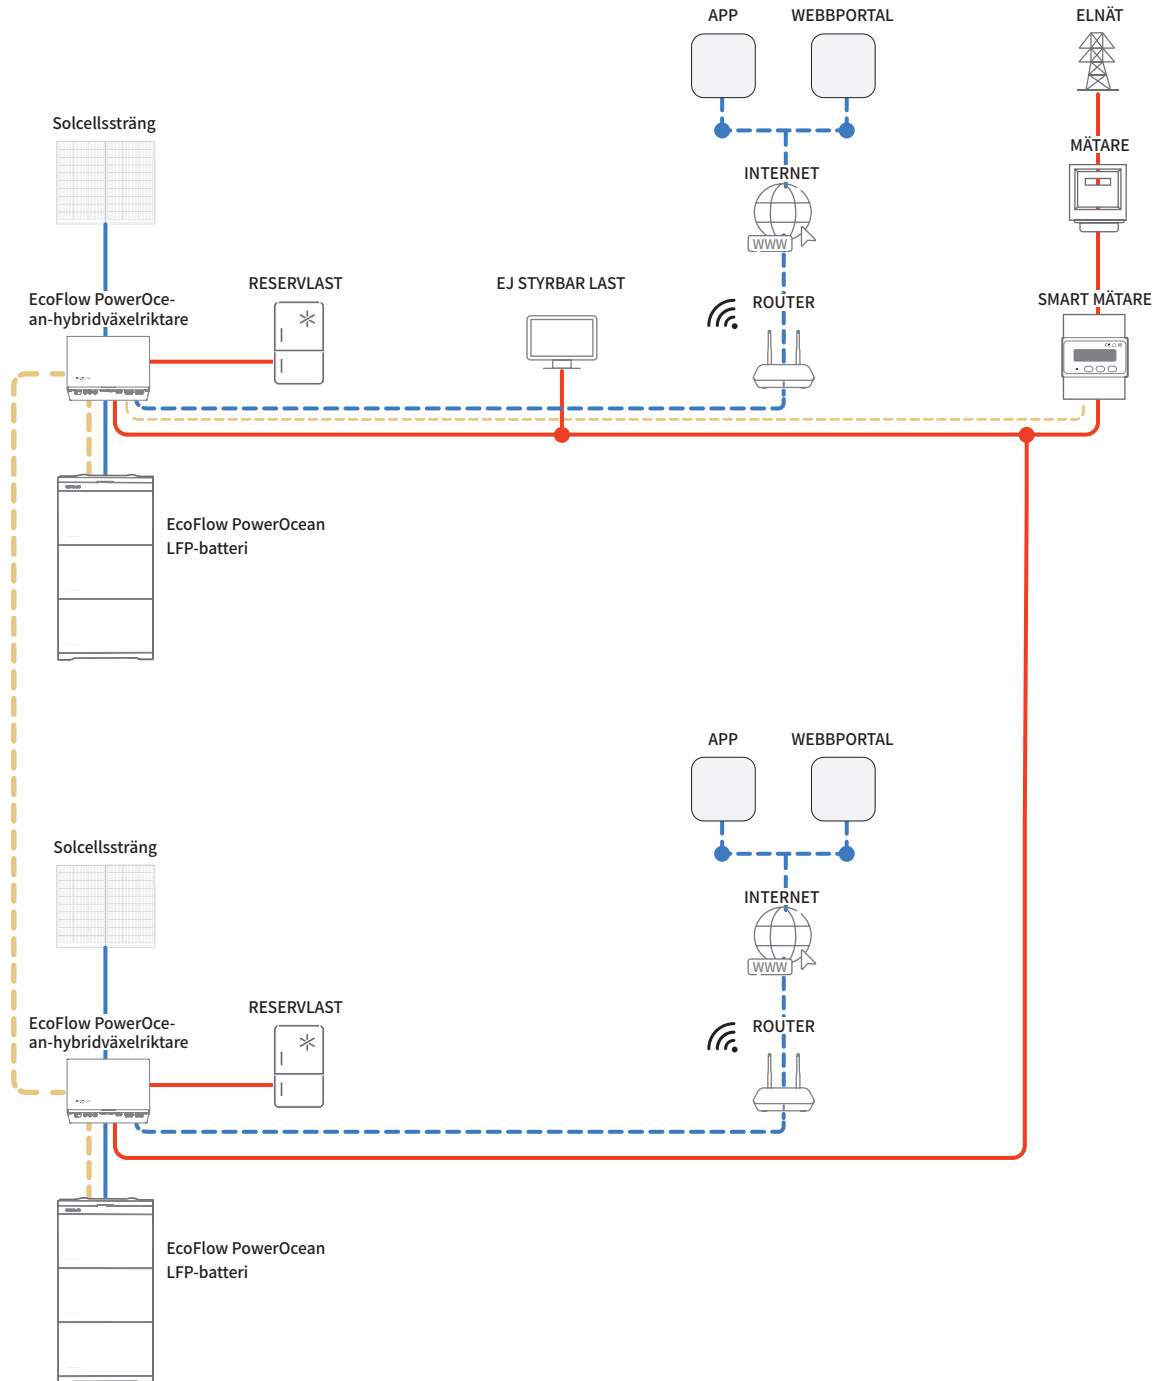 APP
WEBBPORTAL
ELNÄT
Solcellssträng
MÄTARE
INTERNET
WWW
RESERVLAST
EJ STYRBAR LAST
EcoFlow PowerOce-
an-hybridväxelriktare
ROUTER
SMART MÄTARE
EcoFlow PowerOcean
LFP-batteri
APP
WEBBPORTAL
Solcellssträng
INTERNET
WWW
RESERVLAST
EcoFlow PowerOce-
an-hybridväxelriktare
ROUTER
EcoFlow PowerOcean
LFP-batteri